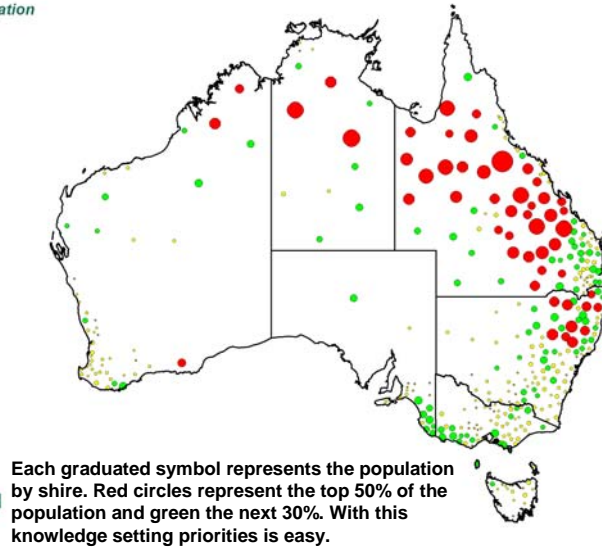 Each graduated symbol represents the population
by shire. Red circles represent the top 50% of the
population and green the next 30%. With this
knowledge setting priorities is easy.